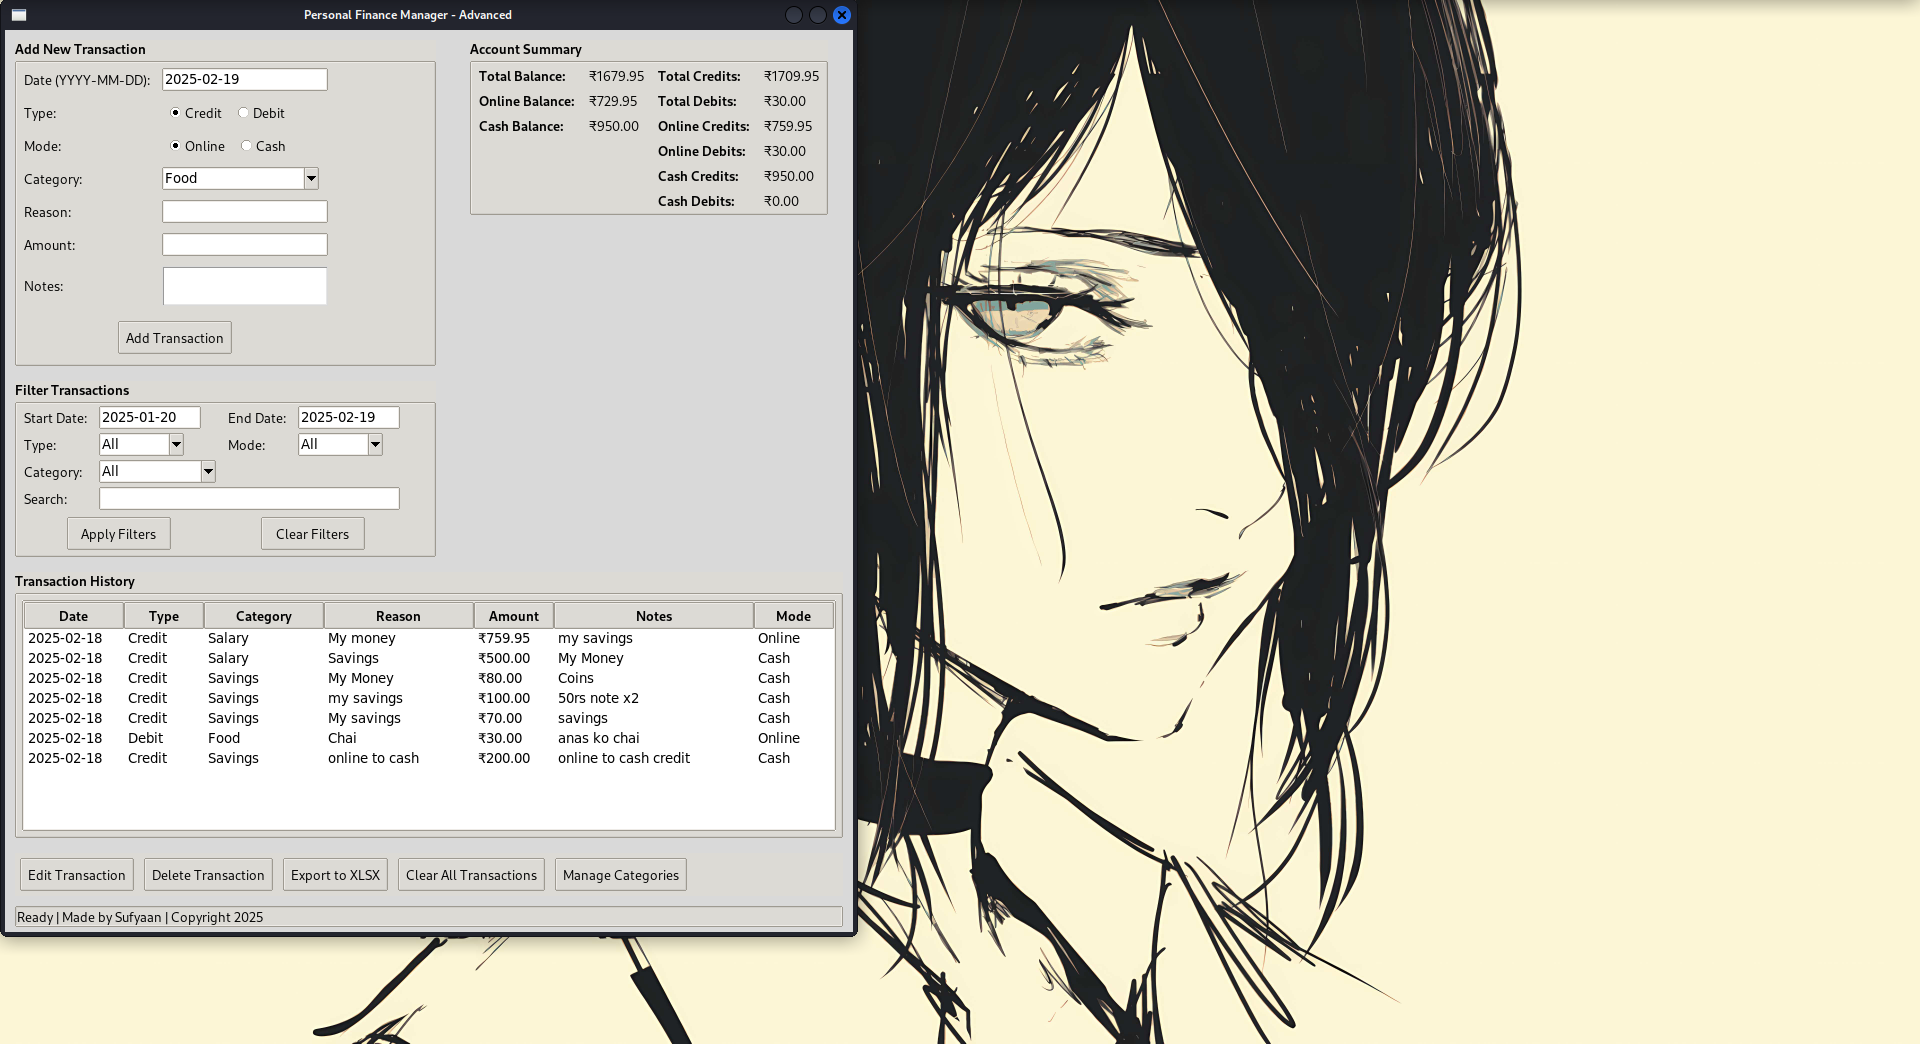 Personal Finance Manager - Advanced
Add New Transaction
Date (YYYY-MM-DD): 2025-02-19
Type: Credit Debit
Mode: Online Cash
Category: Food
Reason:
Amount:
Notes:
Add Transaction
Account Summary
Total Balance: ₹1679.95 Total Credits: ₹1709.95
Online Balance: ₹729.95 Total Debits: ₹30.00
Cash Balance: ₹950.00 Online Credits: ₹759.95
Online Debits: ₹30.00
Cash Credits: ₹950.00
Cash Debits: ₹0.00
Filter Transactions
Start Date: 2025-01-20 End Date: 2025-02-19
Type: All Mode: All
Category: All
Search:
Apply Filters Clear Filters
Transaction History
Date Type Category Reason Amount Notes Mode
2025-02-18 Credit Salary My money ₹759.95 my savings Online
2025-02-18 Credit Salary Savings ₹500.00 My Money Cash
2025-02-18 Credit Savings My Money ₹80.00 Coins Cash
2025-02-18 Credit Savings my savings ₹100.00 50rs note x2 Cash
2025-02-18 Credit Savings My savings ₹70.00 savings Cash
2025-02-18 Debit Food Chai ₹30.00 anas ko chai Online
2025-02-18 Credit Savings online to cash ₹200.00 online to cash credit Cash
Edit Transaction Delete Transaction Export to XLSX Clear All Transactions Manage Categories
Ready | Made by Sufyaan | Copyright 2025